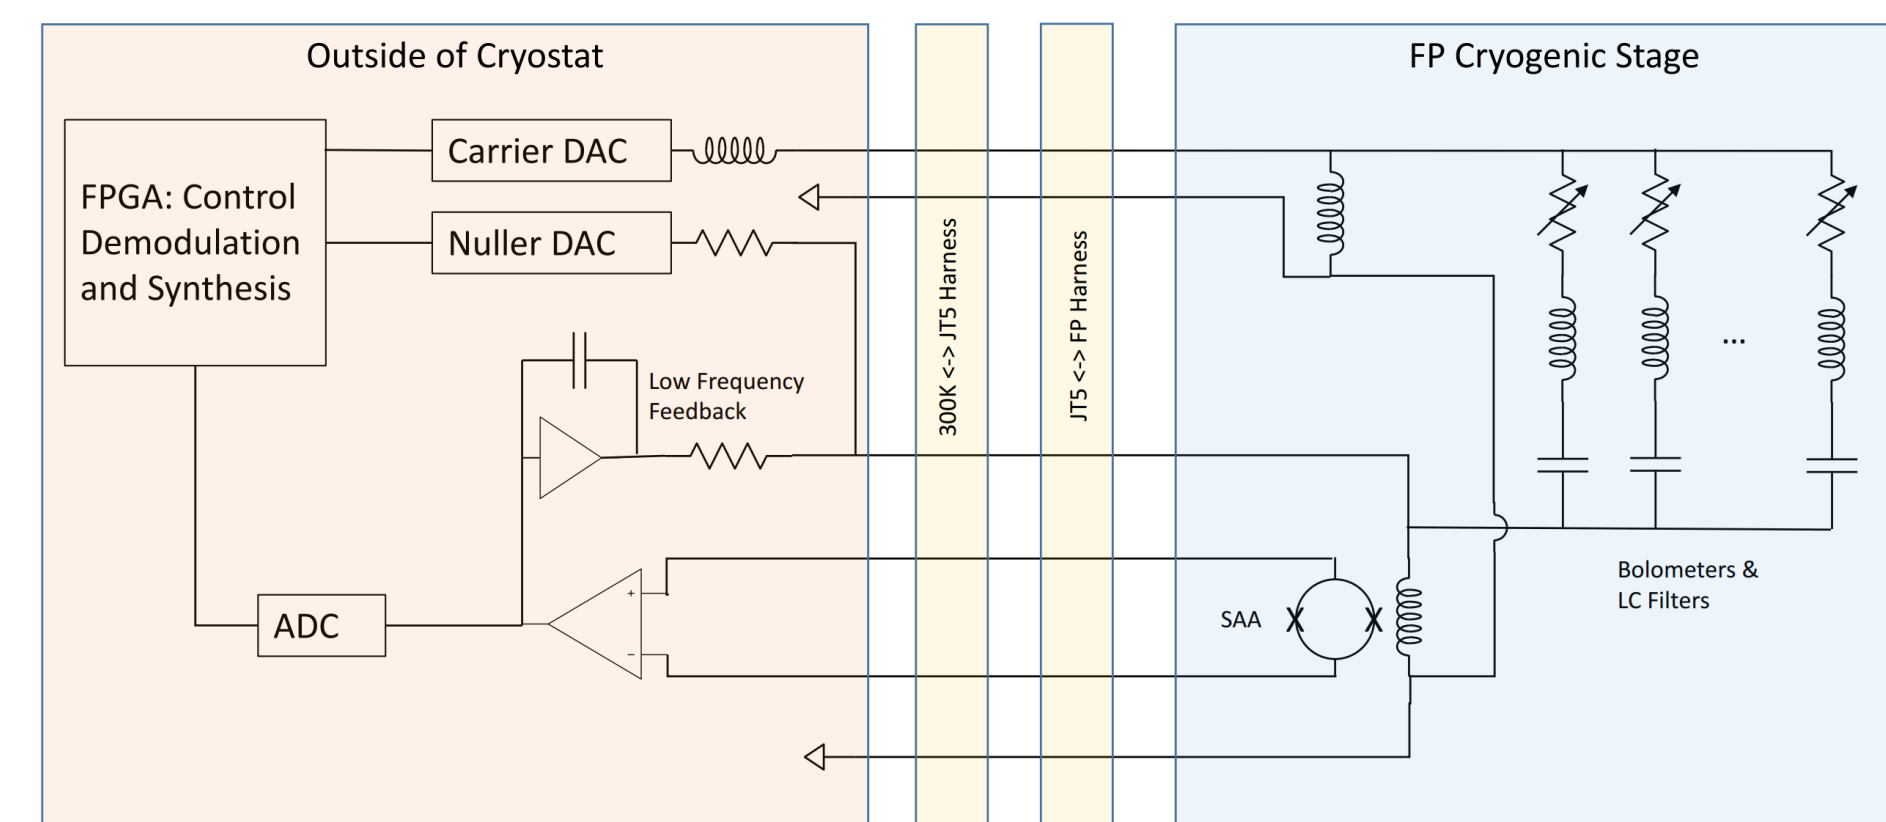 Outside of Cryostat
FP Cryogenic Stage
Carrier DAC
FPGA: Control
Demodulation
and Synthesis
Nuller DAC
300K <-> JT5 Harness
JT5 <-> FP Harness
...
Low Frequency
Feedback
Bolometers &
LC Filters
+
SAA
X
X
ADC
−